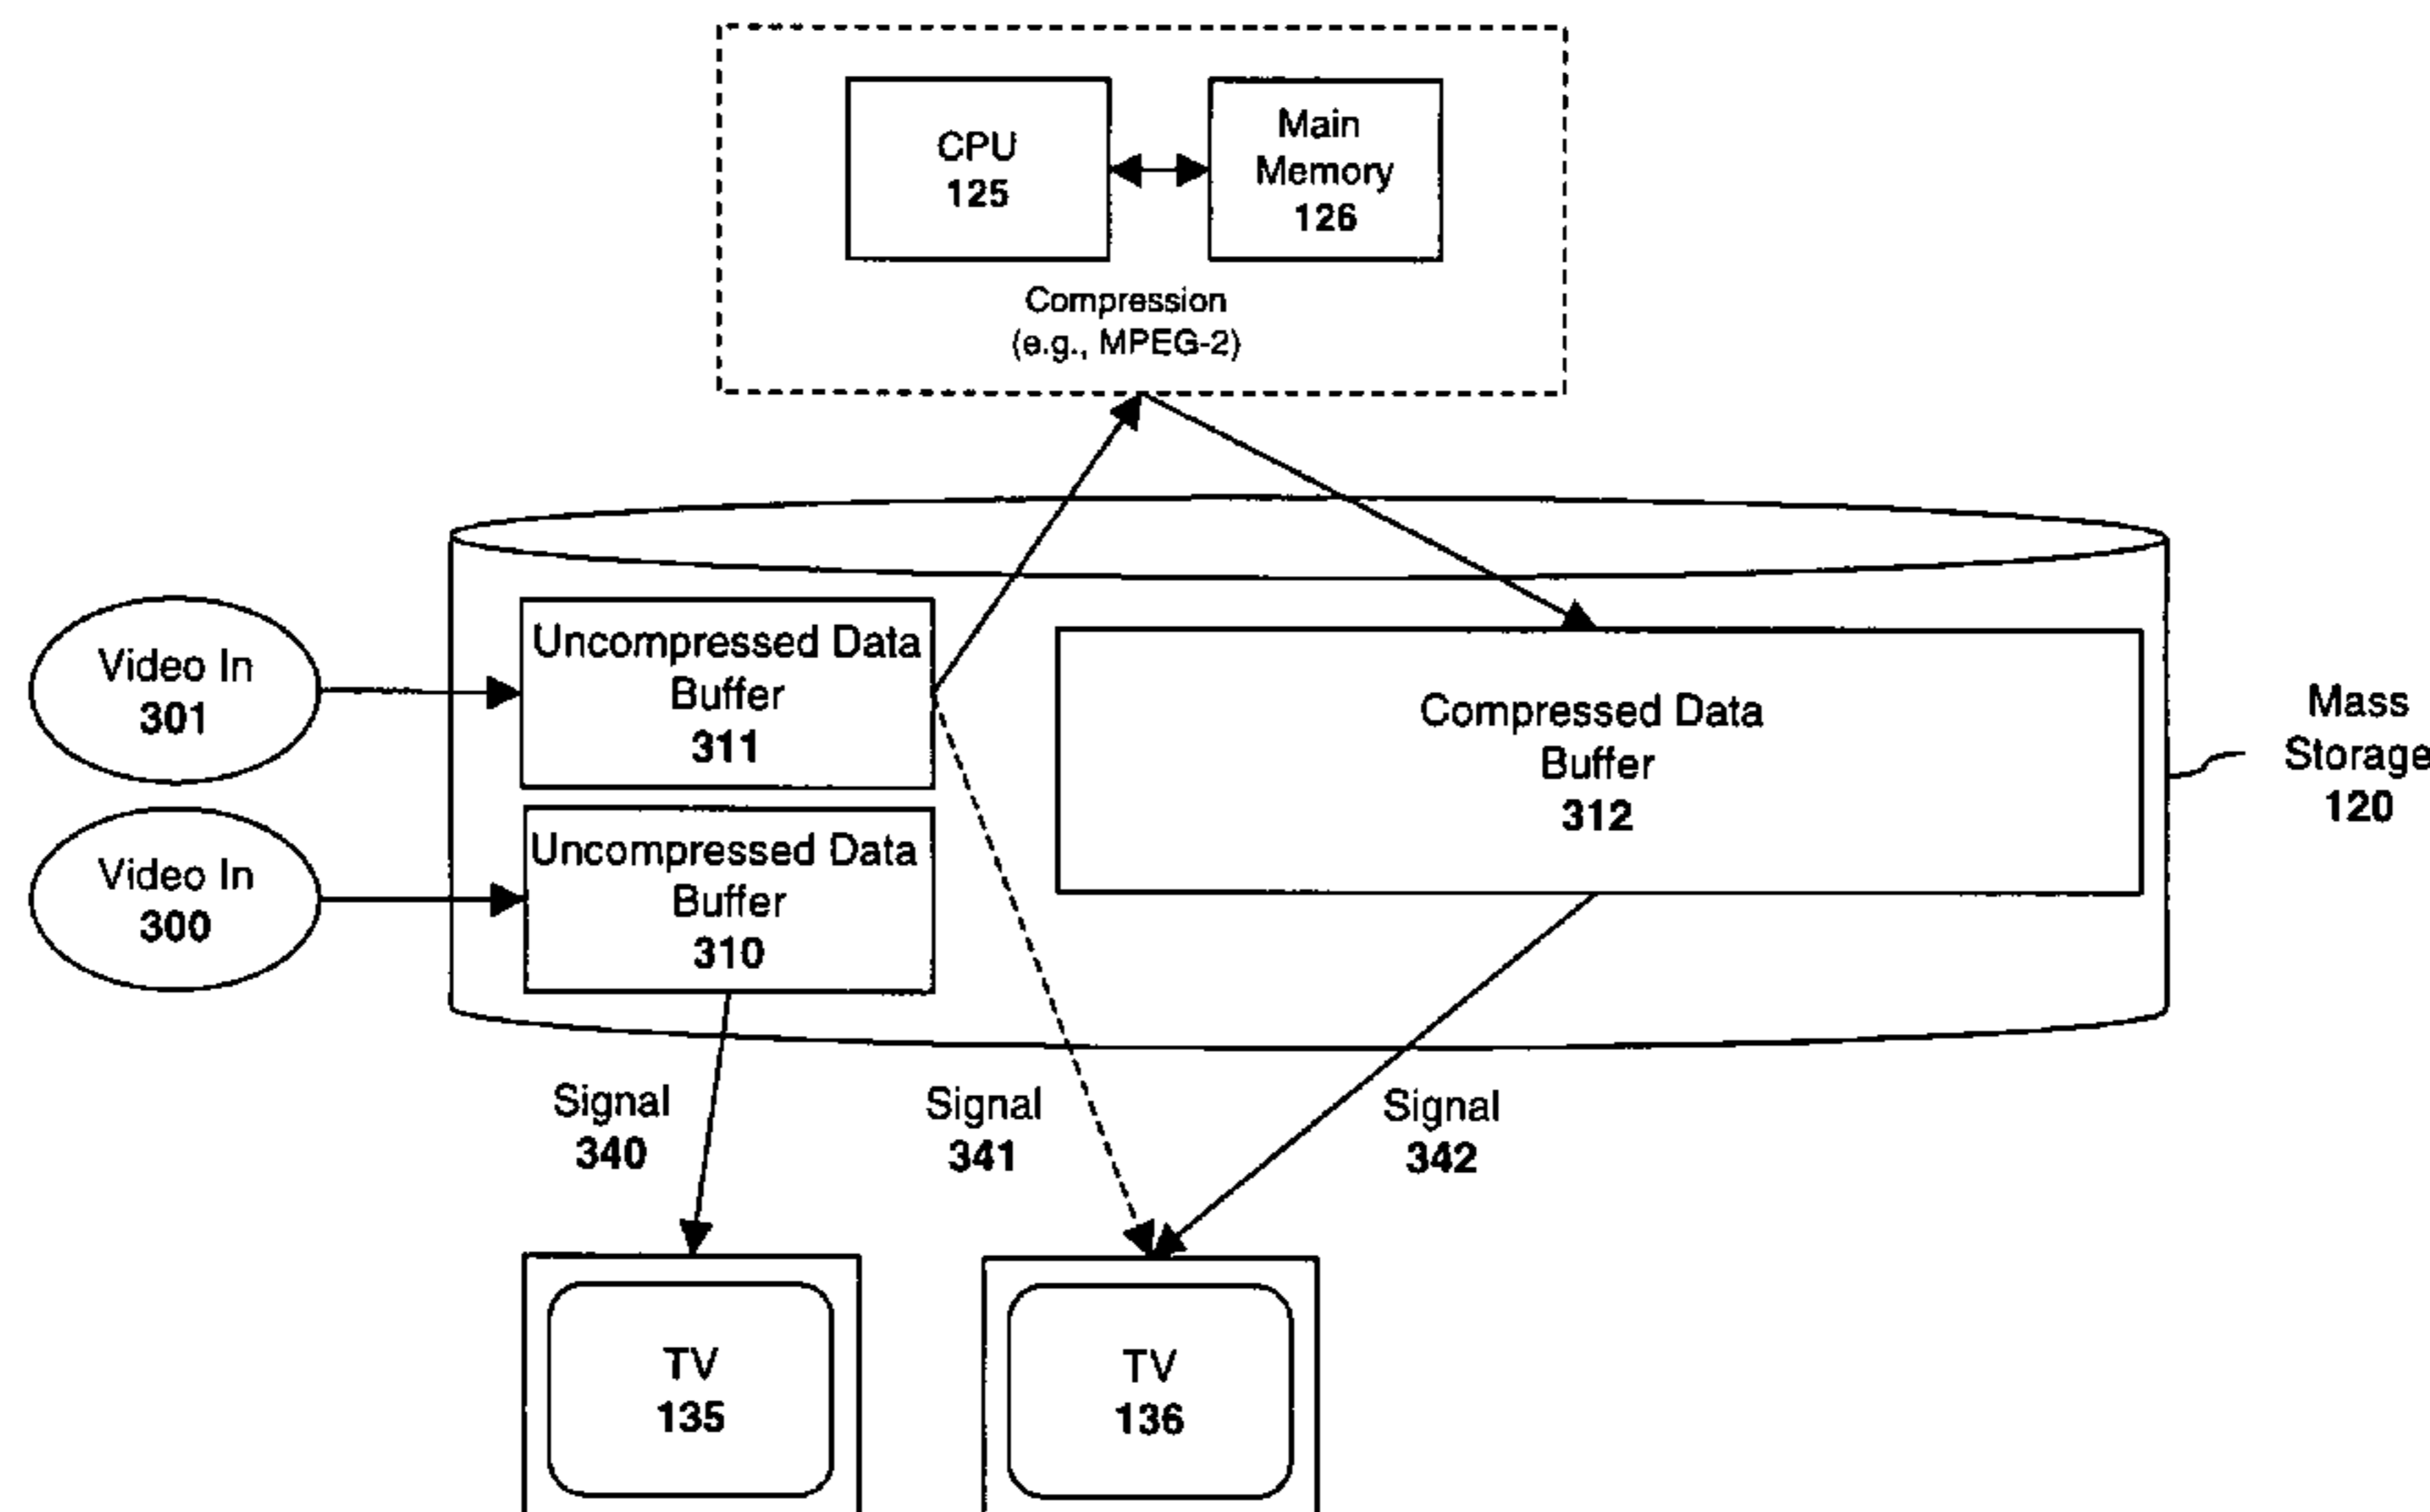 CPU
125
Main
Memory
126
Compression
(e.g., MPEG-2)
Video In
301
Uncompressed Data
Buffer
311
Compressed Data
Buffer
312
Mass
Storage
120
Video In
300
Uncompressed Data
Buffer
310
Signal
340
Signal
341
Signal
342
TV
135
TV
136